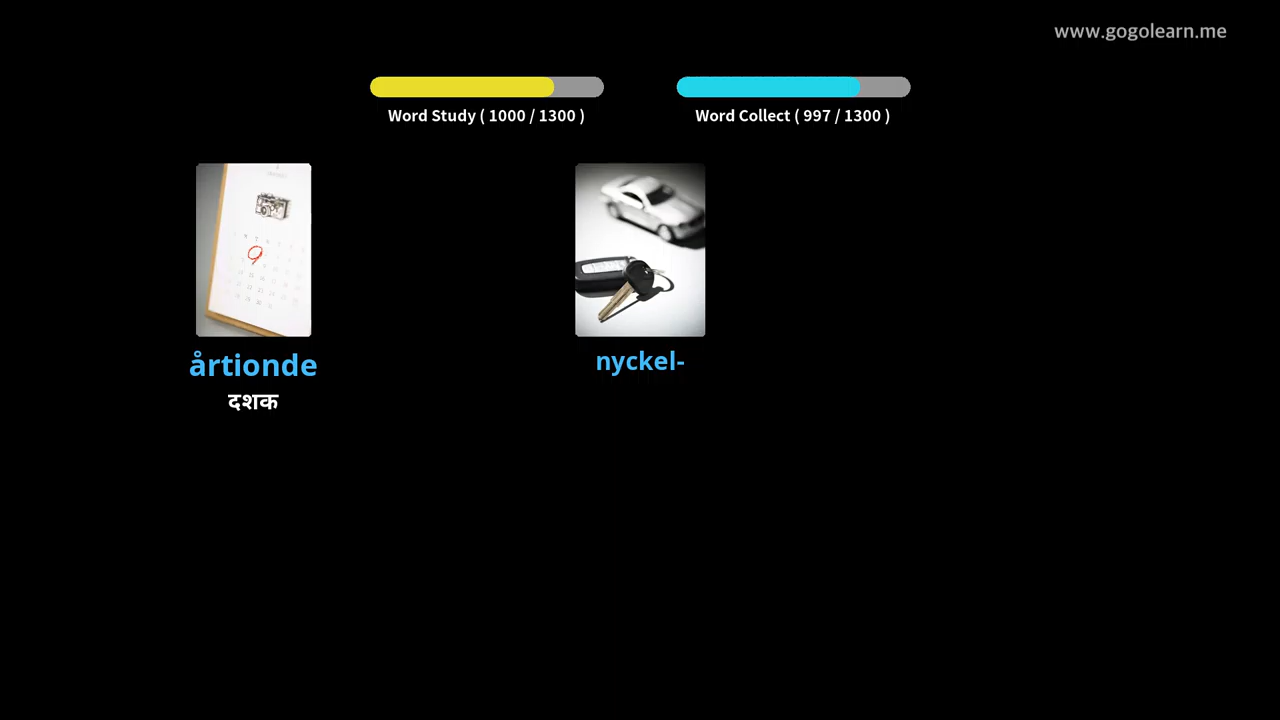 www.gogolearn.me
Word Study ( 1000 / 1300 )
Word Collect ( 997 / 1300 )
årtionde
दशक
nyckel-